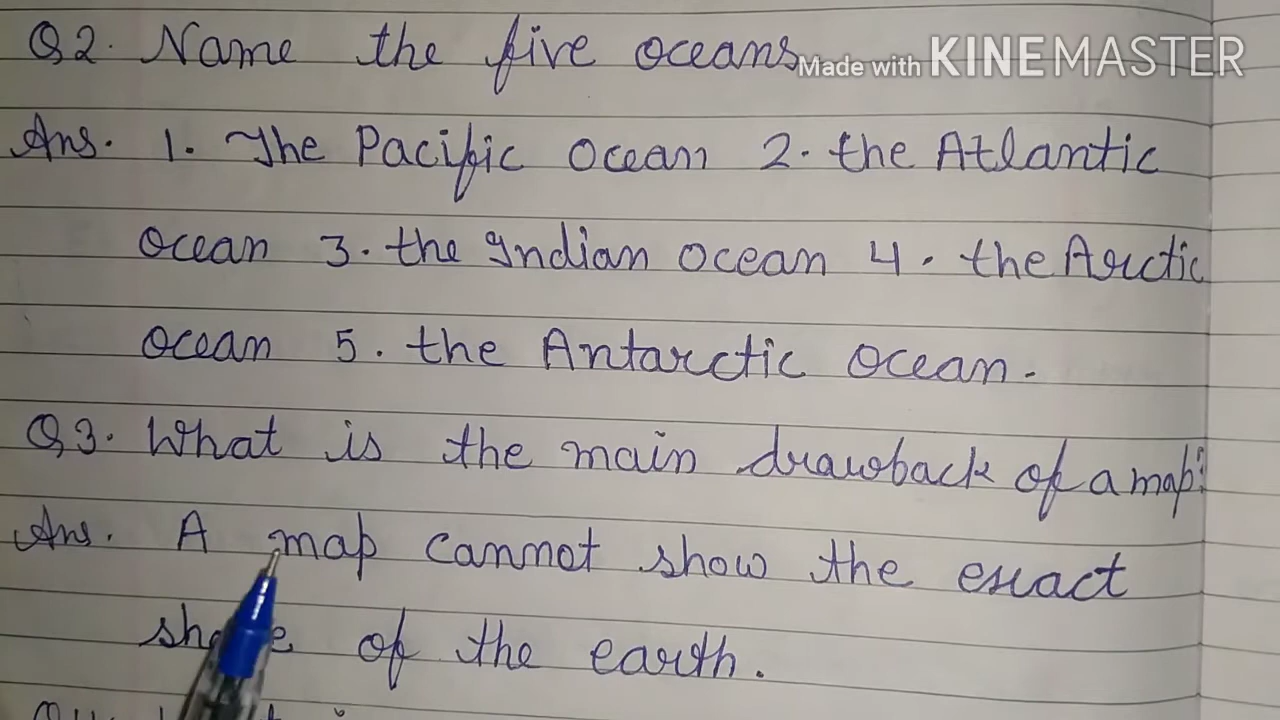 Q2. Name the five oceans
Made with KINEMASTER
Ans. 1. The Pacific Ocean 2. the Atlantic
Ocean 3. the Indian Ocean 4. the Arctic
Ocean 5. the Antarctic Ocean.
Q3. What is the main drawback of a map?
Ans. A map cannot show the exact
of the earth.